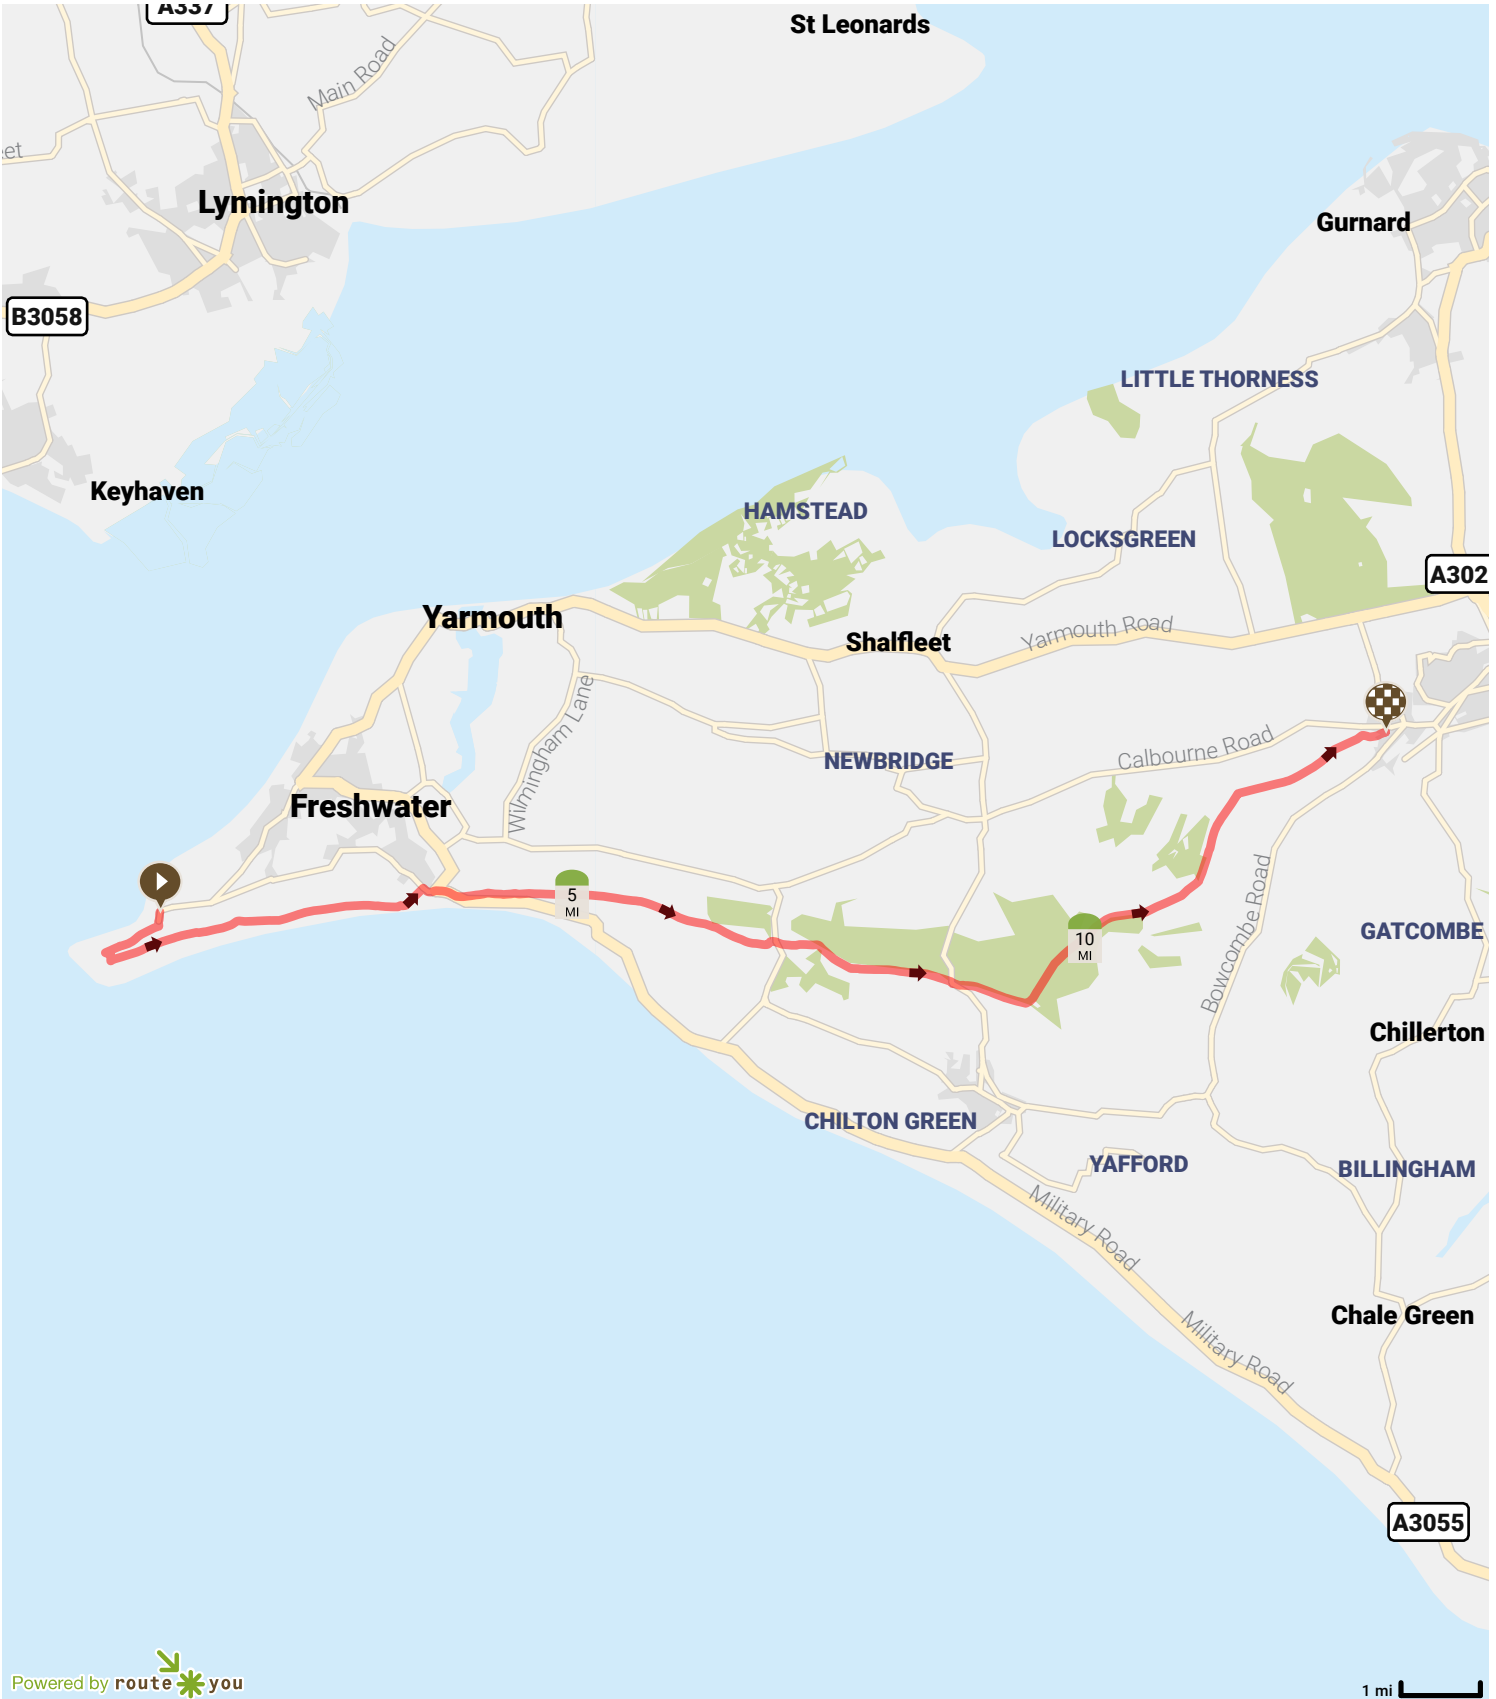 A337
St Leonards
Main Road
Lymington
Gurnard
B3058
LITTLE THORNESS
Keyhaven
HAMSTEAD
LOCKSGREEN
A302
Yarmouth
Shalfleet
Yarmouth Road
Wilmingham Lane
NEWBRIDGE
Calbourne Road
Freshwater
5
MI
10
MI
Bowcombe Road
GATCOMBE
Chillerton
CHILTON GREEN
YAFFORD
BILLINGHAM
Military Road
Chale Green
Military Road
A3055
Powered by route you
1 mi